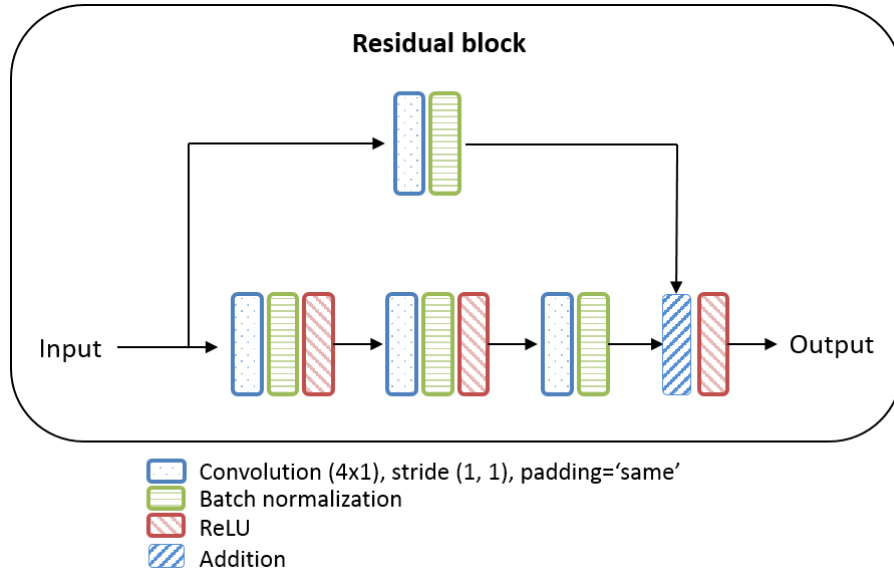 Residual block
Input
Output
Convolution (4x1), stride (1, 1), padding=‘same’
Batch normalization
ReLU
Addition